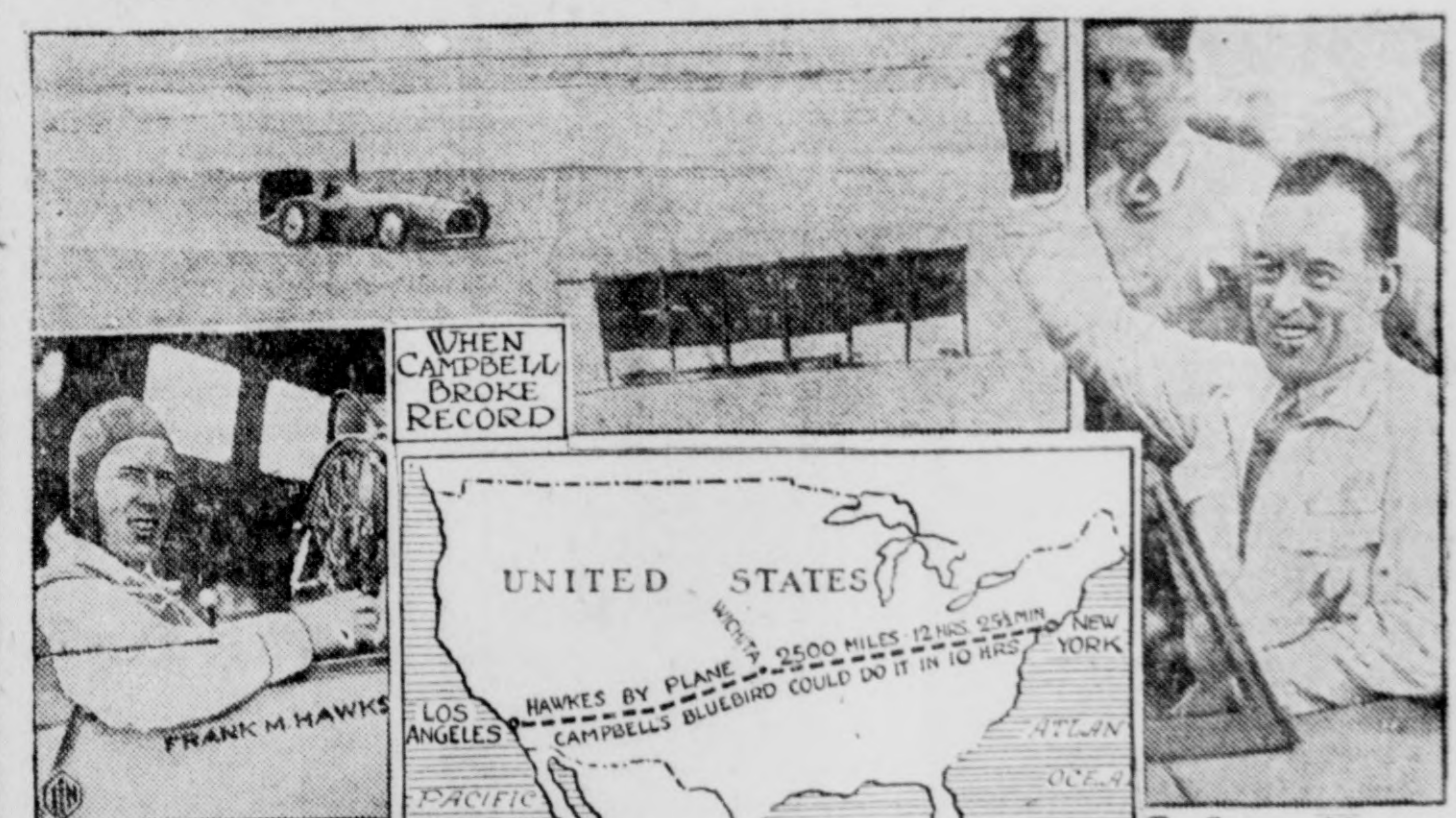 WHEN
CAMPBELL
BROKE
RECORD
FRANK M. HAWKS
UNITED STATES
WICHITA
HAWKES BY PLANE 2500 MILES - 12 HRS. 25½ MIN.
CAMPBELL'S BLUEBIRD COULD DO IT IN 10 HRS.
NEW
YORK
LOS
ANGELES
ATLAN
OCEA
PACIFIC
IIN